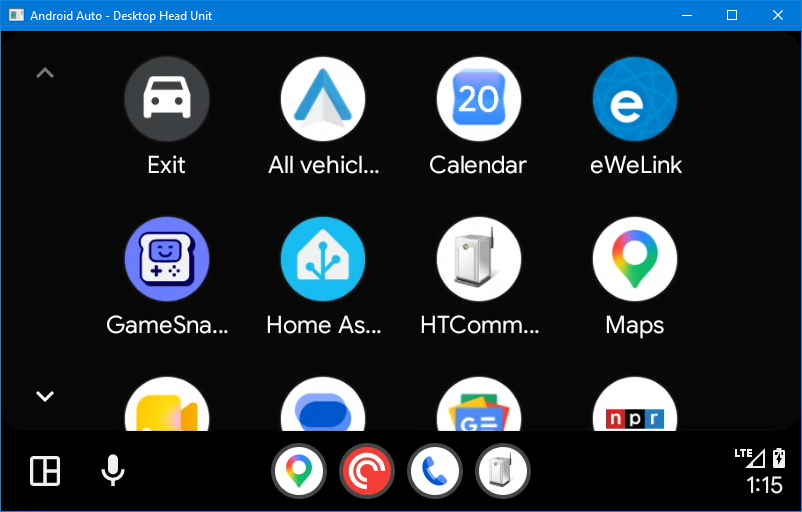 Android Auto - Desktop Head Unit
Exit
All vehicl...
20
Calendar
e
eWeLink
GameSna...
Home As...
HTComm...
Maps
G
npr
LTE
1:15